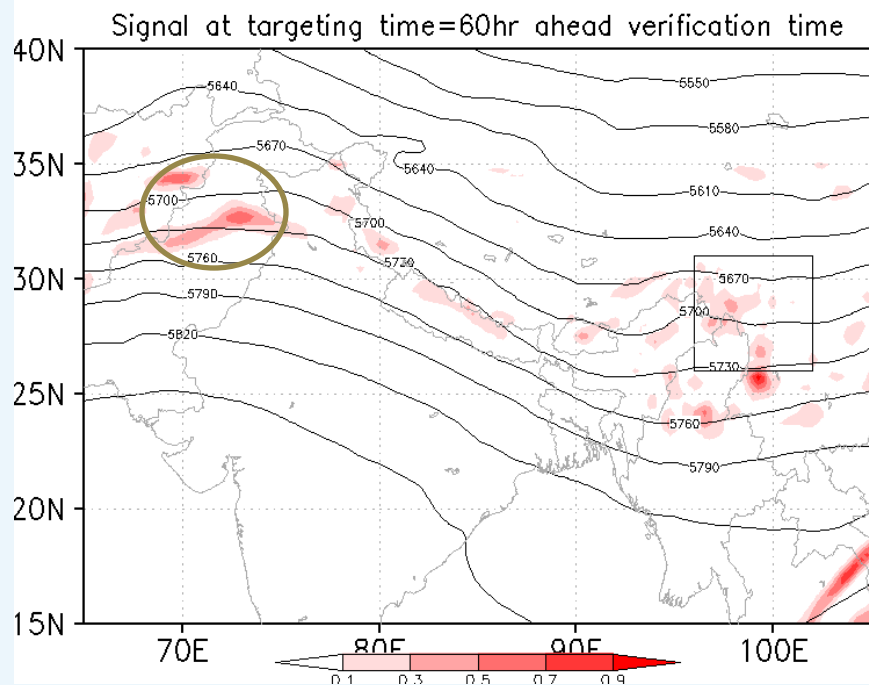 Signal at targeting time=60hr ahead verification time
40N
5640 5550
5580
5670
35N
5640
5610
5700
5700
5640
5760 5730
30N 5670
5790
5700
5820
5730
25N
5760
5790
20N
15N
70E 80E 90E 100E
0.1 0.3 0.5 0.7 0.9